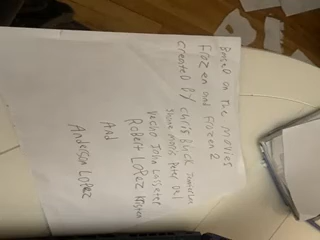 Based on The movies
frozen and frozen 2
created by chris Buck Jennifer Lee
shane morris Peter Del
vecho John Lasseter
Robert LOPez Kristen
And
Anderson LOPez